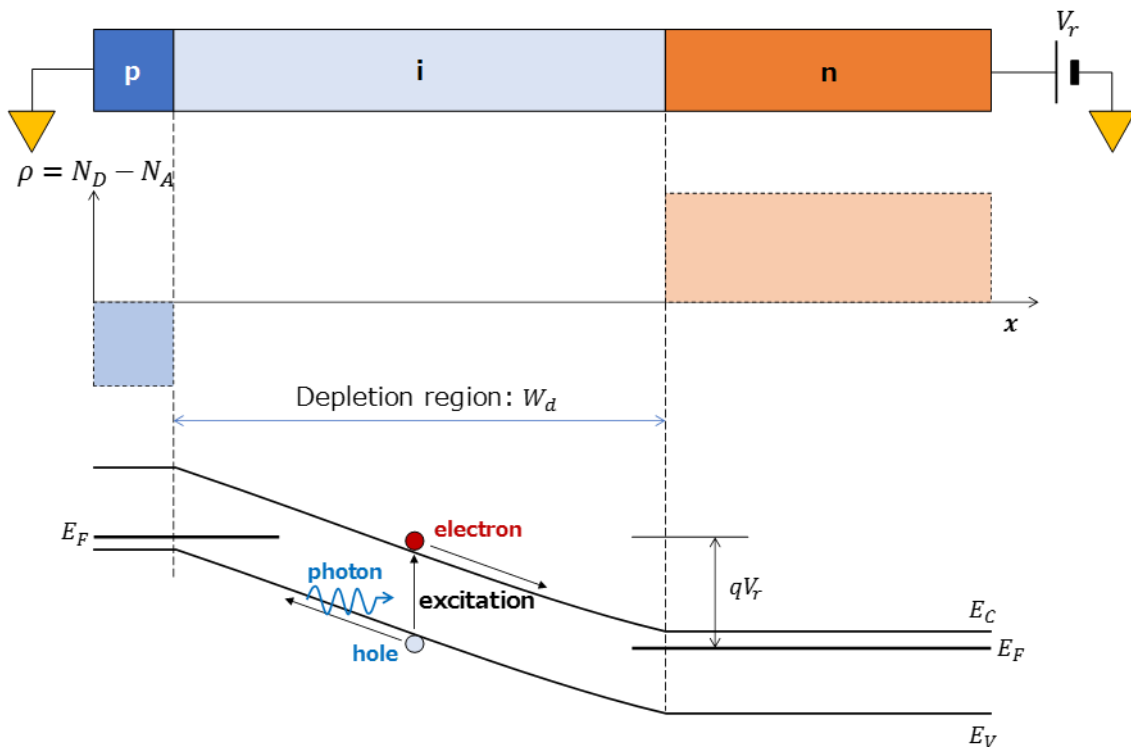 V_r
p
i
n
ρ = N_D − N_A
x
Depletion region: W_d
E_F
electron
photon
qV_r
excitation
E_C
hole
E_F
E_V